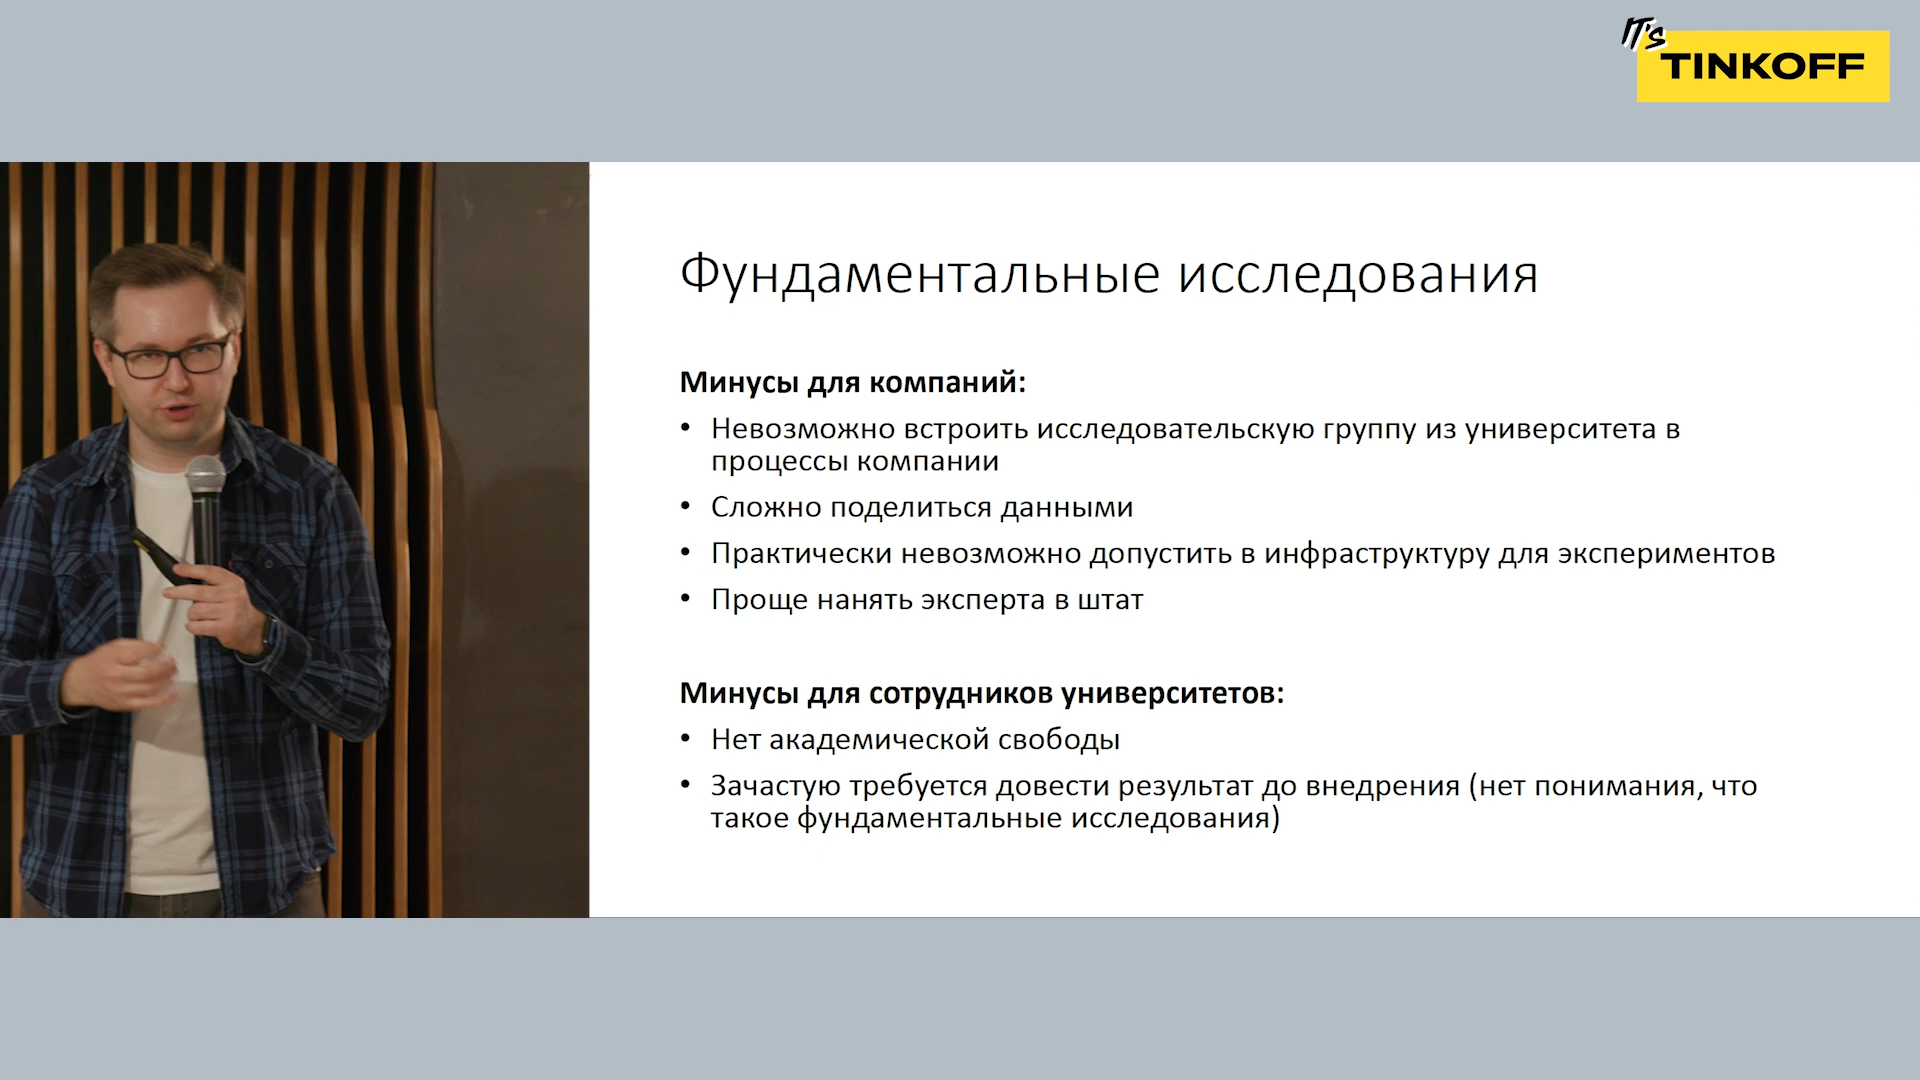 IT's
TINKOFF
Фундаментальные исследования
Минусы для компаний:
• Невозможно встроить исследовательскую группу из университета в
процессы компании
• Сложно поделиться данными
• Практически невозможно допустить в инфраструктуру для экспериментов
• Проще нанять эксперта в штат
Минусы для сотрудников университетов:
• Нет академической свободы
• Зачастую требуется довести результат до внедрения (нет понимания, что
такое фундаментальные исследования)